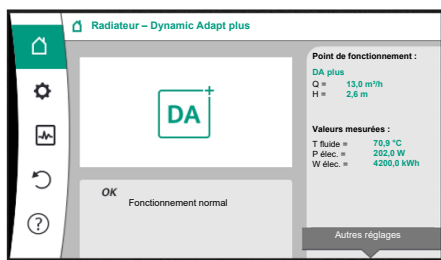 Radiateur – Dynamic Adapt plus
DA+
OK
Fonctionnement normal
Point de fonctionnement :
DA plus
Q = 13,0 m³/h
H = 2,6 m
Valeurs mesurées :
T fluide = 70,9 °C
P élec. = 202,0 W
W élec. = 4200,0 kWh
Autres réglages
?